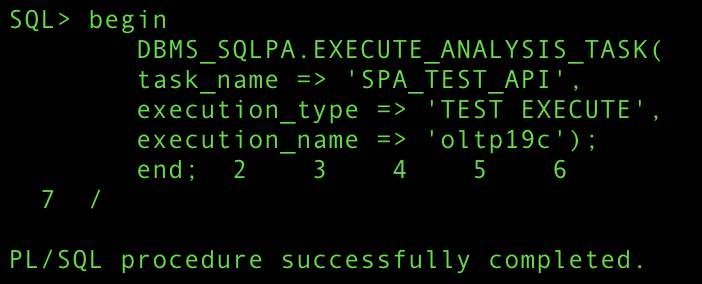 SQL> begin
DBMS_SQLPA.EXECUTE_ANALYSIS_TASK(
task_name => 'SPA_TEST_API',
execution_type => 'TEST EXECUTE',
execution_name => 'oltp19c');
end;  2    3    4    5    6
7  /
PL/SQL procedure successfully completed.